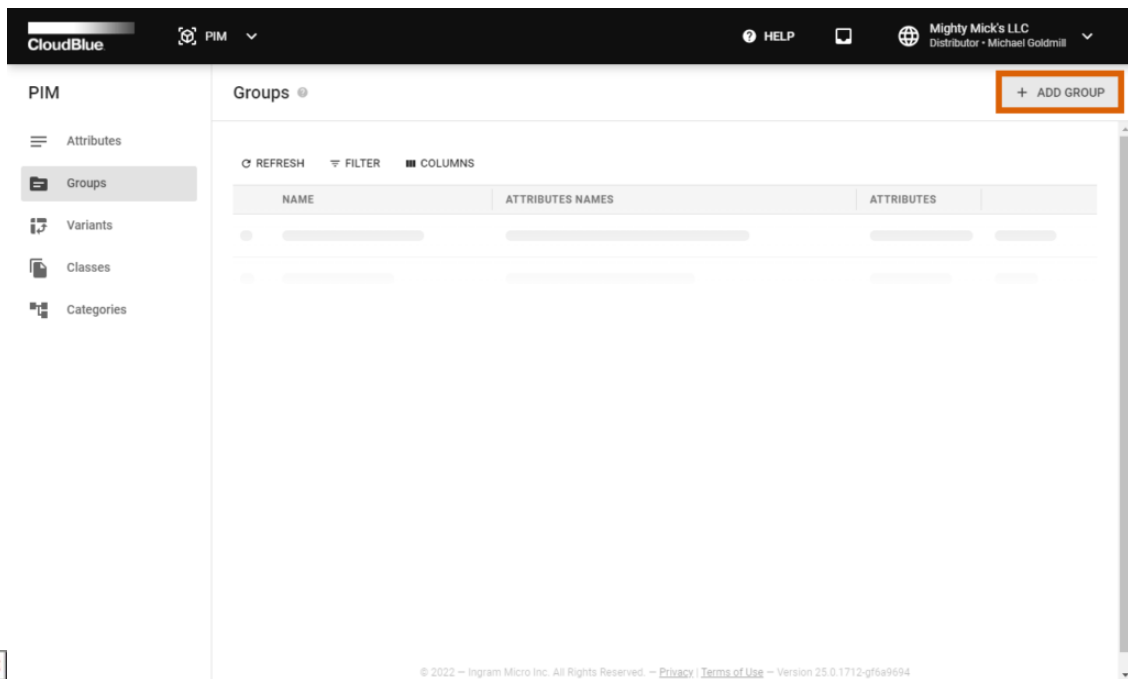 CloudBlue.
PIM
HELP
Mighty Mick's LLC
Distributor • Michael Goldmill
PIM
Attributes
Groups
Variants
Classes
Categories
Groups
+ ADD GROUP
REFRESH FILTER COLUMNS
NAME ATTRIBUTES NAMES ATTRIBUTES
© 2022 — Ingram Micro Inc. All Rights Reserved. — Privacy | Terms of Use — Version 25.0.1712-gf6a9694